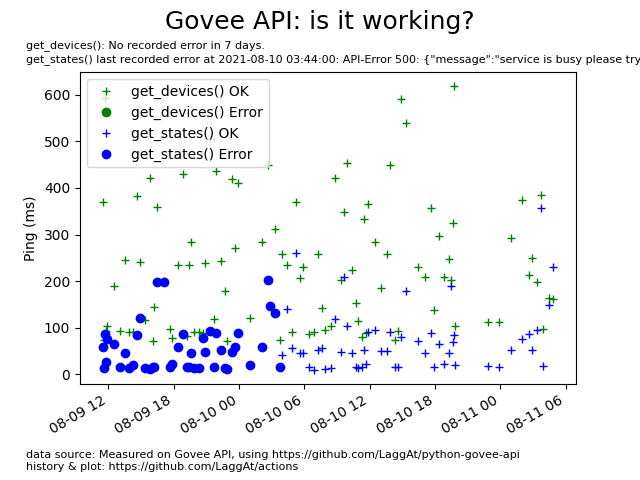 Govee API: is it working?
get_devices(): No recorded error in 7 days.
get_states() last recorded error at 2021-08-10 03:44:00: API-Error 500: {"message":"service is busy please try
get_devices() OK
get_devices() Error
get_states() OK
get_states() Error
Ping (ms)
600
500
400
300
200
100
0
08-09 12
08-09 18
08-10 00
08-10 06
08-10 12
08-10 18
08-11 00
08-11 06
data source: Measured on Govee API, using https://github.com/LaggAt/python-govee-api
history & plot: https://github.com/LaggAt/actions